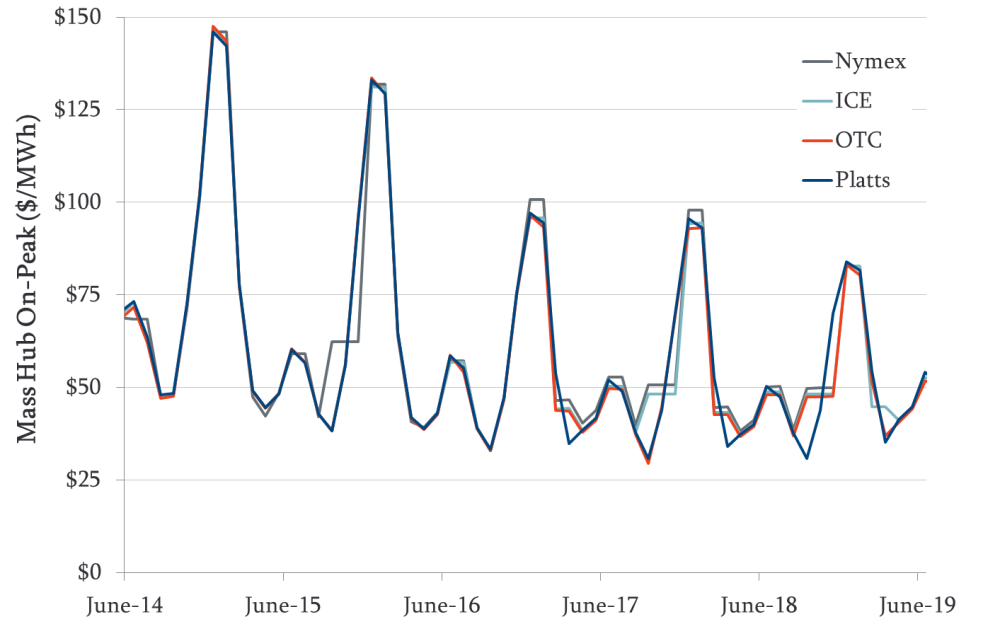 Mass Hub On-Peak ($/MWh)
$150
$125
$100
$75
$50
$25
$0
Nymex
ICE
OTC
Platts
June-14 June-15 June-16 June-17 June-18 June-19